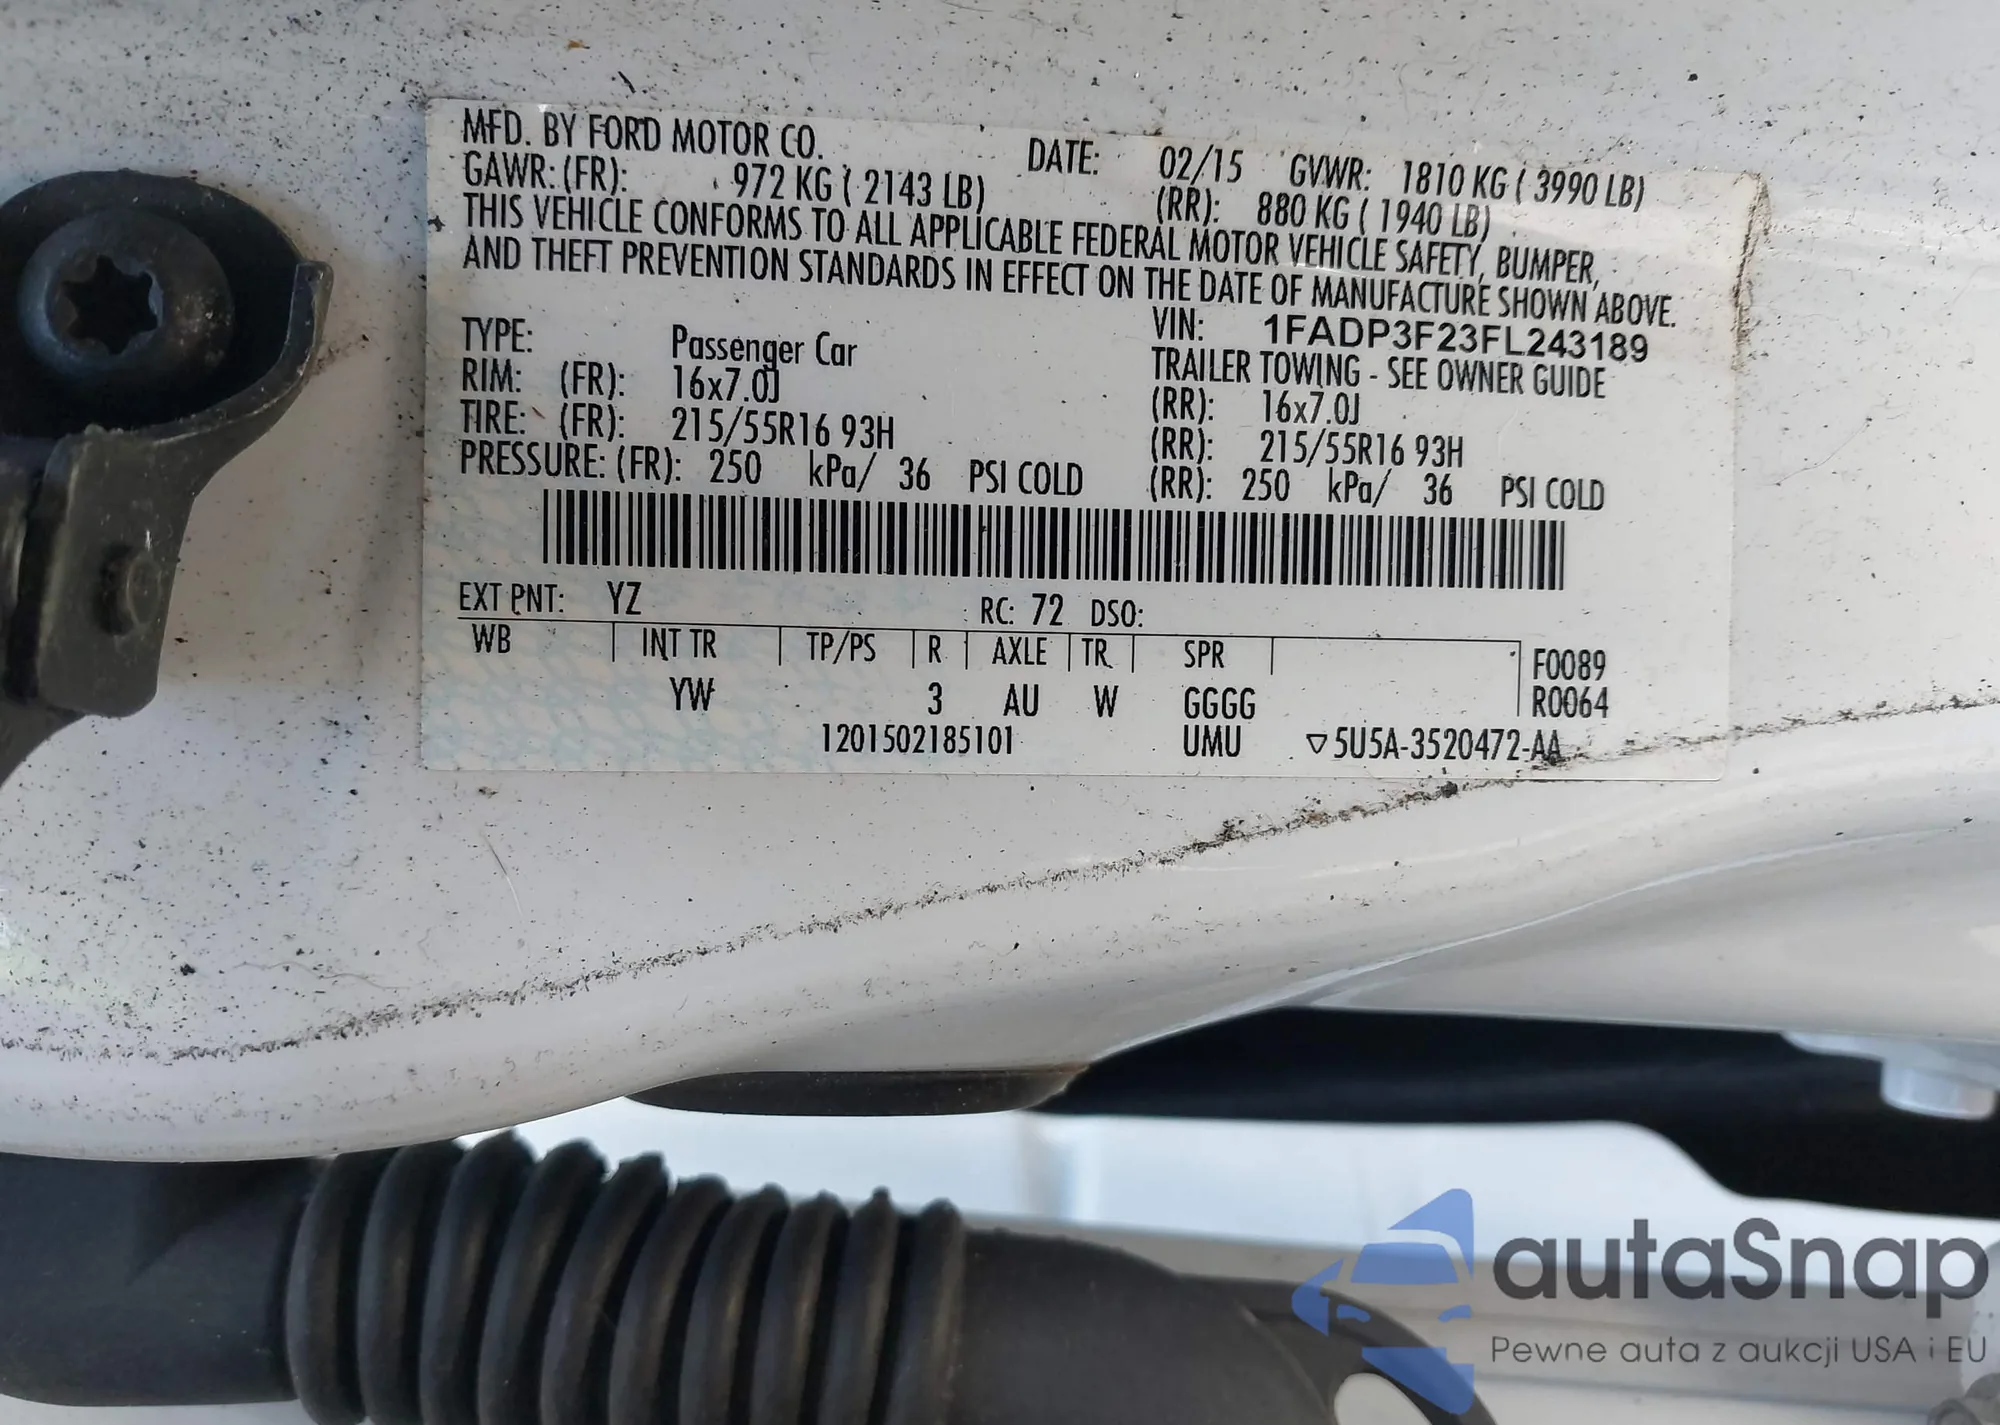 MFD. BY FORD MOTOR CO. DATE: 02/15 GVWR: 1810 KG ( 3990 LB)
GAWR: (FR): 972 KG ( 2143 LB) (RR): 880 KG ( 1940 LB)
THIS VEHICLE CONFORMS TO ALL APPLICABLE FEDERAL MOTOR VEHICLE SAFETY, BUMPER,
AND THEFT PREVENTION STANDARDS IN EFFECT ON THE DATE OF MANUFACTURE SHOWN ABOVE.
VIN: 1FADP3F23FL243189
TYPE: Passenger Car TRAILER TOWING - SEE OWNER GUIDE
RIM: (FR): 16x7.0J (RR): 16x7.0J
TIRE: (FR): 215/55R16 93H (RR): 215/55R16 93H
PRESSURE: (FR): 250 kPa/ 36 PSI COLD (RR): 250 kPa/ 36 PSI COLD
EXT PNT: YZ RC: 72 DSO:
WB INT TR TP/PS R AXLE TR SPR F0089
YW 3 AU W GGGG R0064
1201502185101 UMU ▽5U5A-3520472-AA
autaSnap
Pewne auta z aukcji USA i EU